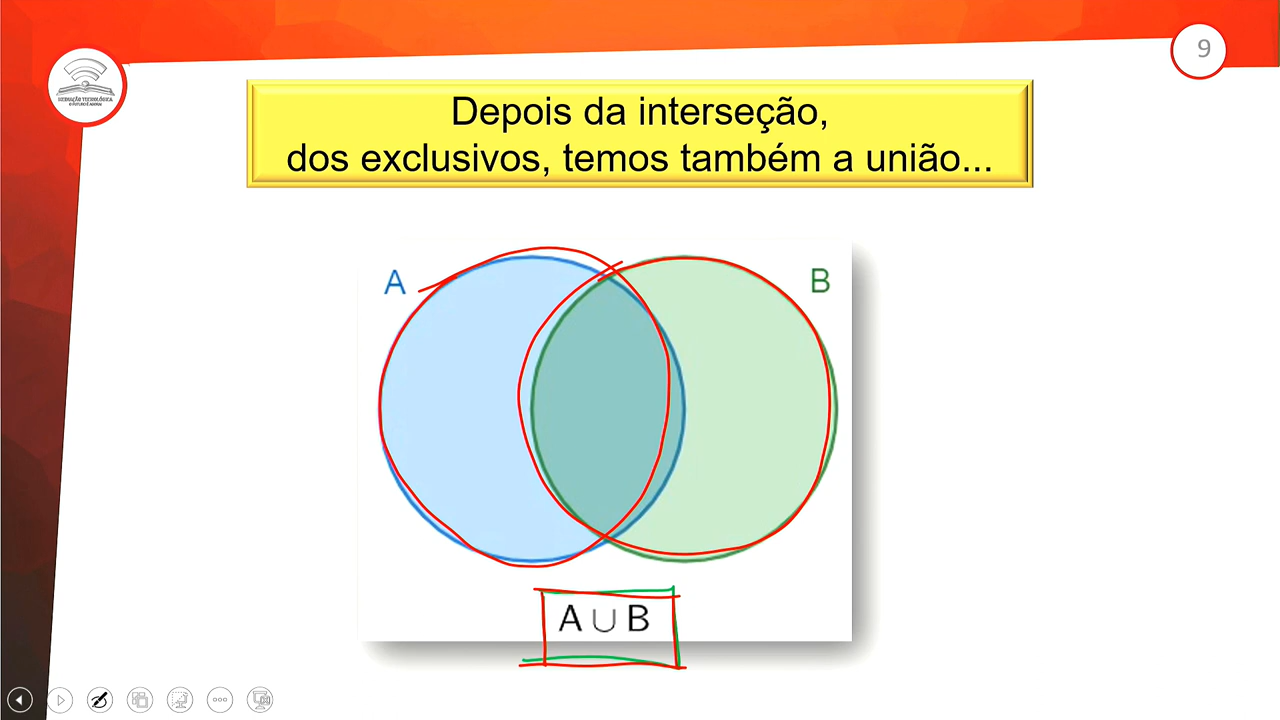 9
Depois da interseção,
dos exclusivos, temos também a união...
A
B
A ∪ B